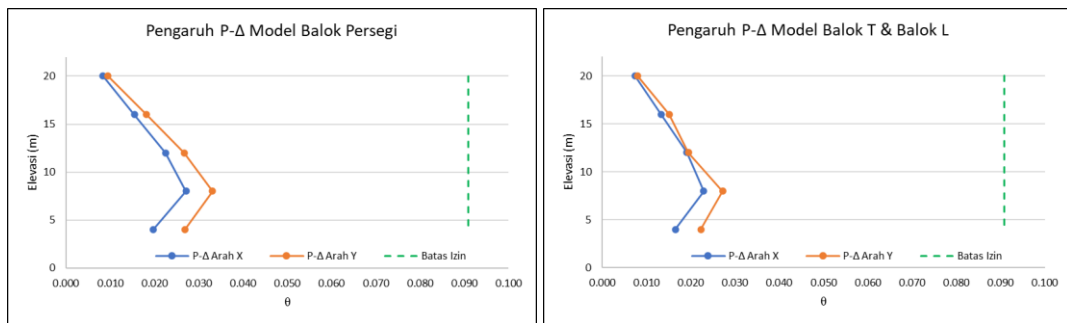 Pengaruh P-Δ Model Balok Persegi
20
15
10
5
0
Elevasi (m)
P-Δ Arah X
P-Δ Arah Y
Batas Izin
0.000 0.010 0.020 0.030 0.040 0.050 0.060 0.070 0.080 0.090 0.100
θ
Pengaruh P-Δ Model Balok T & Balok L
20
15
10
5
0
Elevasi (m)
P-Δ Arah X
P-Δ Arah Y
Batas Izin
0.000 0.010 0.020 0.030 0.040 0.050 0.060 0.070 0.080 0.090 0.100
θ